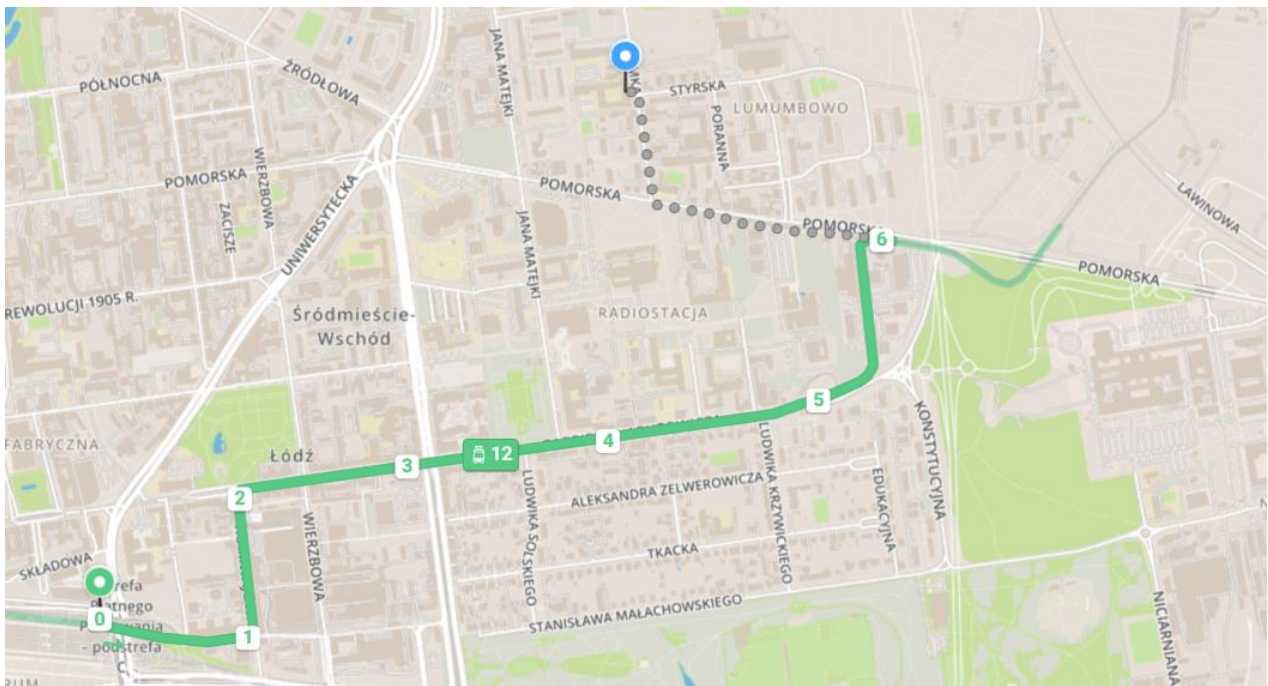 JANA MATEJKI
PÓŁNOCNA
ŹRÓDŁOWA
STYRSKA
LUMUMBOWO
PORANNA
WIERZBOWA
POMORSKA
ZACISZE
UNIWERSYTECKA
POMORSKA
JANA MATEJKI
POMORSKA
6
LAWINOWA
POMORSKA
REWOLUCJI 1905 R.
Śródmieście-
Wschód
RADIOSTACJA
5
KONSTYTUCYJNA
FABRYCZNA
Łódź
3
12
4
LUDWIKA KRZYWICKIEGO
2
ALEKSANDRA ZELWEROWICZA
EDUKACYJNA
LUDWIKA SOLSKIEGO
WIERZBOWA
TKACKA
SKŁADOWA
STANISŁAWA MAŁACHOWSKIEGO
NICIARNIANA
0
1
- podstrefa